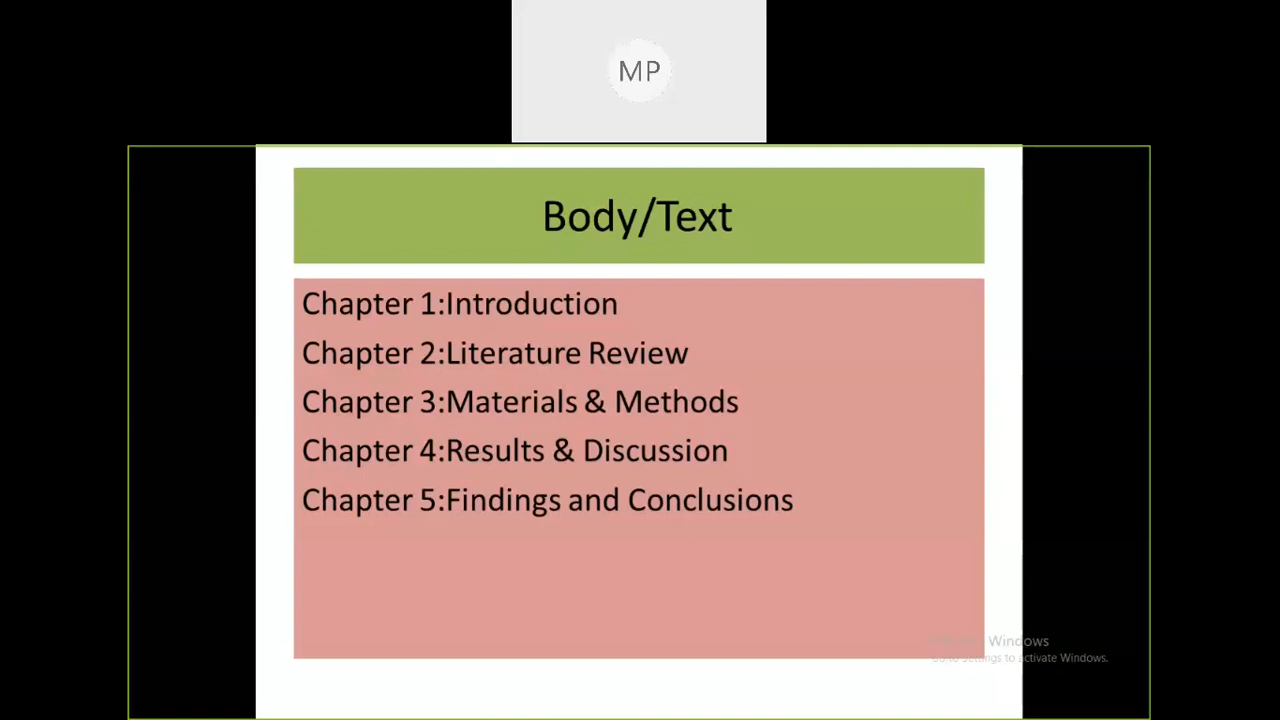 MP
Body/Text
Chapter 1:Introduction
Chapter 2:Literature Review
Chapter 3:Materials & Methods
Chapter 4:Results & Discussion
Chapter 5:Findings and Conclusions
Windows
to activate Windows.